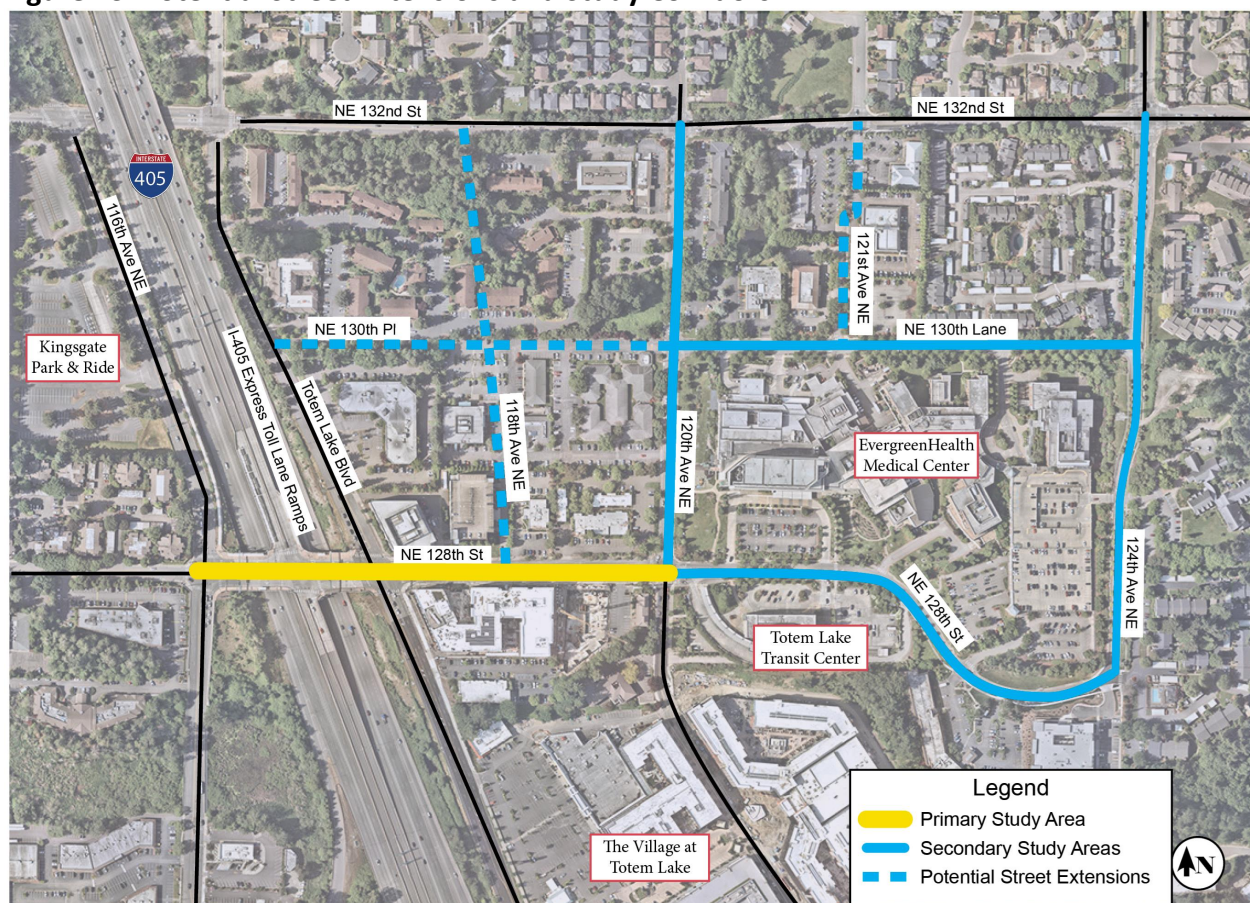 NE 132nd St
NE 132nd St
INTERSTATE
405
116th Ave NE
121st Ave NE
NE 130th Pl
NE 130th Lane
Kingsgate
Park & Ride
I-405 Express Toll Lane Ramps
Totem Lake Blvd
118th Ave NE
120th Ave NE
EvergreenHealth
Medical Center
NE 128th St
124th Ave NE
NE 128th St
Totem Lake
Transit Center
The Village at
Totem Lake
Legend
Primary Study Area
Secondary Study Areas
Potential Street Extensions
N